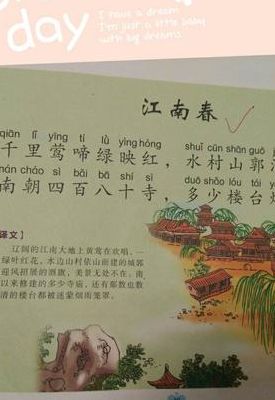 day
I have a dream
I'm just a little baby
with big dreams
江南春
qiān lǐ yīng tí lǜ yìng hóng shuǐ cūn shān guō
千里莺啼绿映红，水村山郭
nán cháo sì bǎi bā shí sì duō shǎo lóu tái
南朝四百八十寺，多少楼台
译文】
辽阔的江南大地上黄莺在欢唱，一
绿叶红花。水边山村依山而建的城郭
迎风招展的酒旗，美景无处不在。南
以来修建的多少寺庙，还有那数也数
清的楼台都被迷蒙烟雨笼罩。